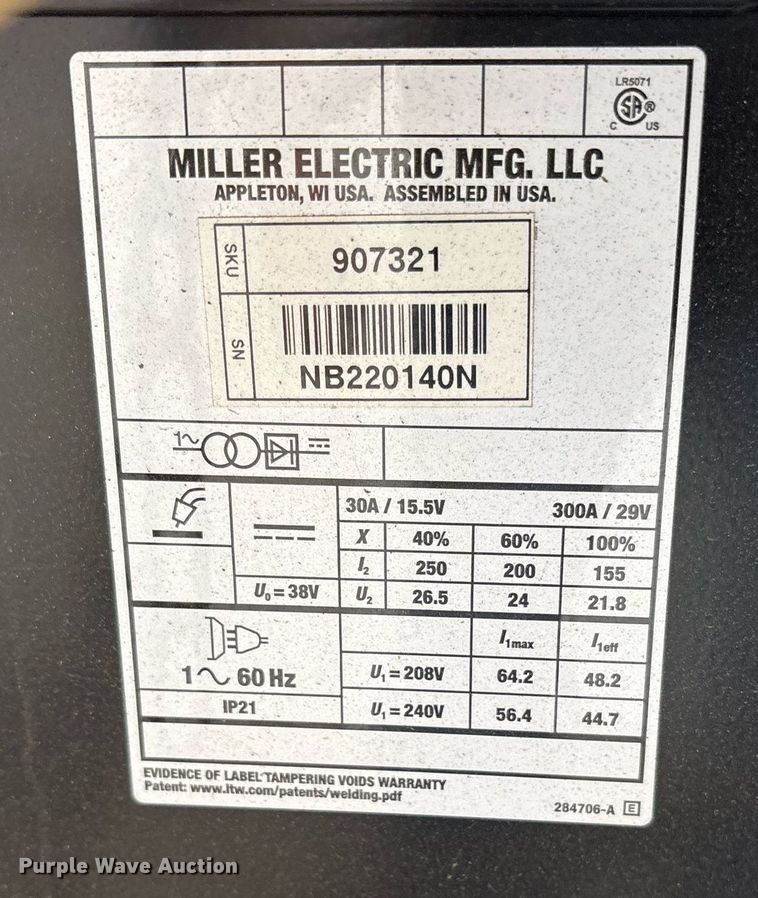 LR5071
SA®
C US
MILLER ELECTRIC MFG. LLC
APPLETON, WI USA. ASSEMBLED IN USA.
SKU 907321
SN
NB220140N
1~
30A / 15.5V 300A / 29V
X 40% 60% 100%
I₂ 250 200 155
U₀ = 38V U₂ 26.5 24 21.8
I₁max I₁eff
1~ 60 Hz U₁ = 208V 64.2 48.2
IP21 U₁ = 240V 56.4 44.7
EVIDENCE OF LABEL TAMPERING VOIDS WARRANTY
Patent: www.itw.com/patents/welding.pdf
284706-A E
Purple Wave Auction